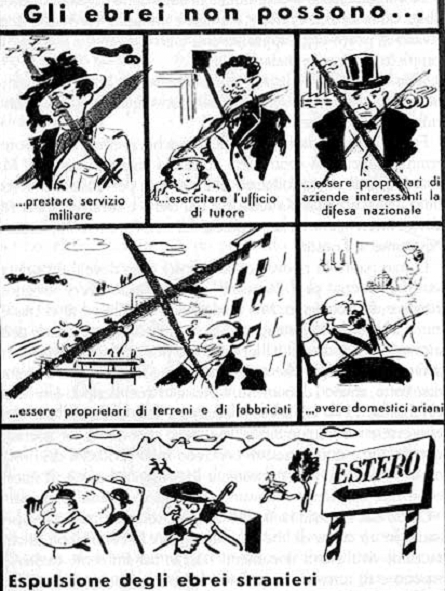 Gli ebrei non possono...
...prestare servizio
militare
...esercitare l'ufficio
di tutore
...essere proprietari di
aziende interessanti la
difesa nazionale
...essere proprietari di terreni e di fabbricati
...avere domestici ariani
ESTERO
Espulsione degli ebrei stranieri